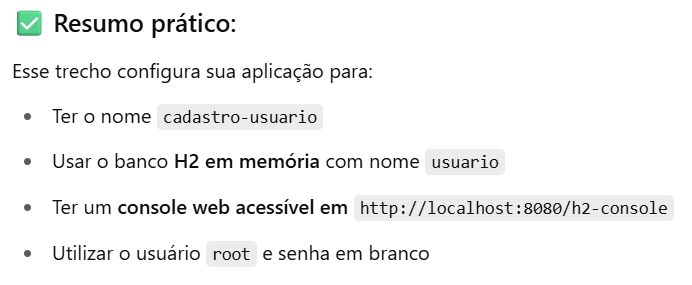 ✅ Resumo prático:
Esse trecho configura sua aplicação para:
• Ter o nome cadastro-usuario
• Usar o banco H2 em memória com nome usuario
• Ter um console web acessível em http://localhost:8080/h2-console
• Utilizar o usuário root e senha em branco